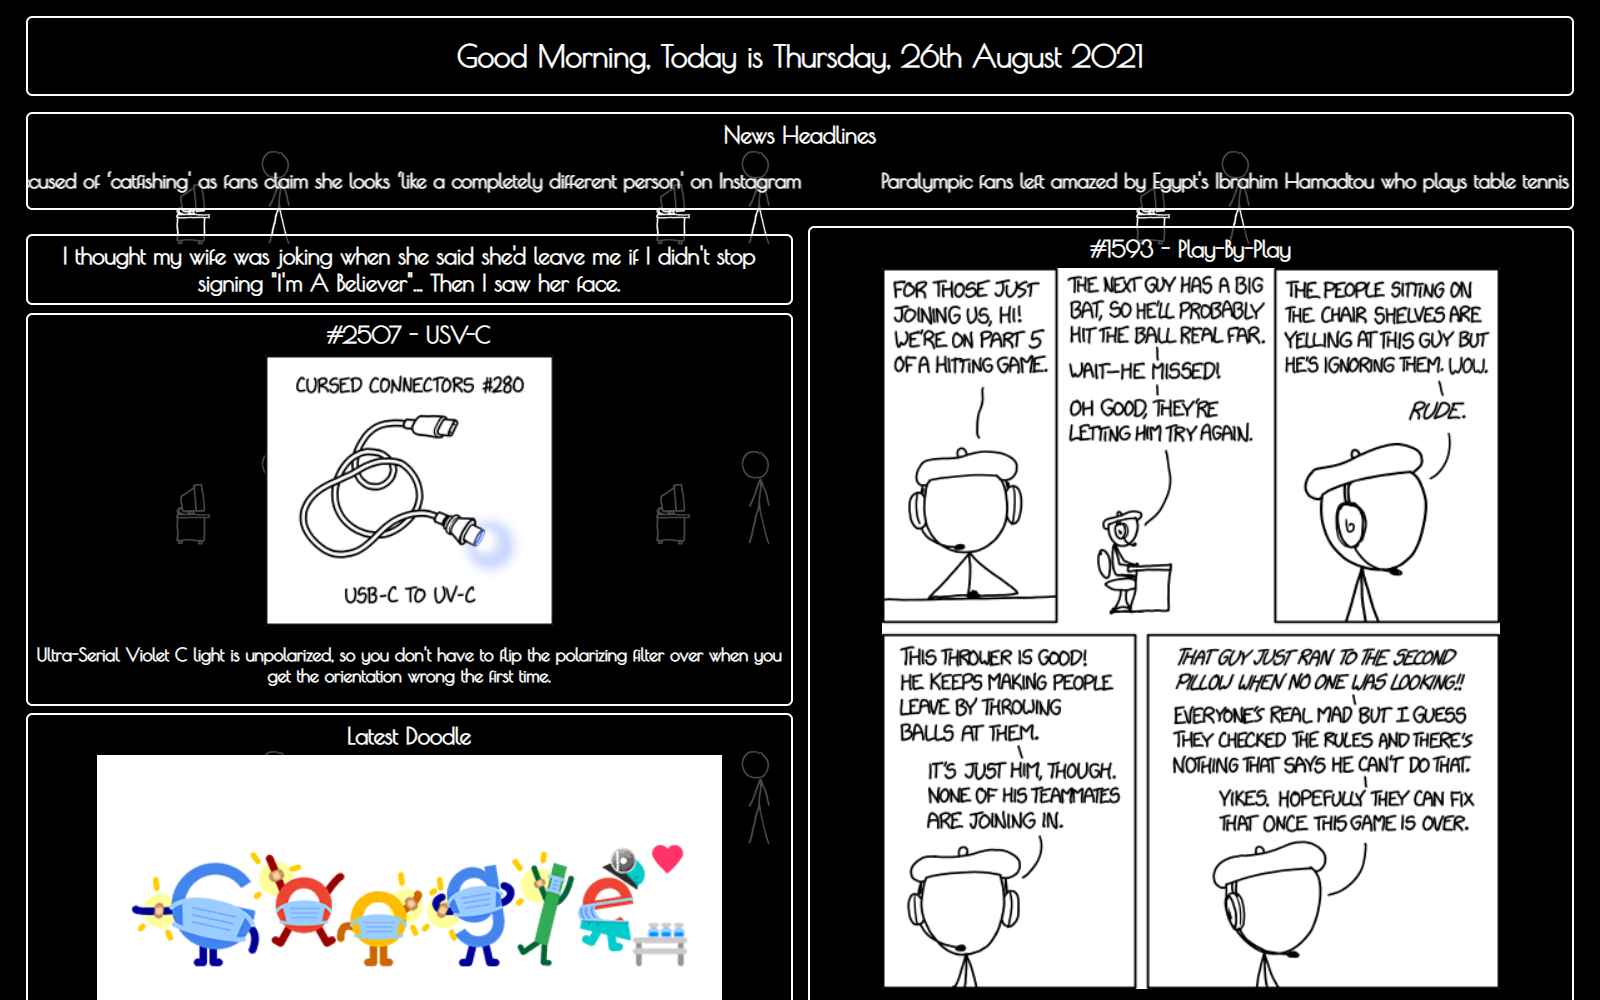 Good Morning, Today is Thursday, 26th August 2021
News Headlines
cused of 'catfishing' as fans claim she looks 'like a completely different person' on Instagram
Paralympic fans left amazed by Egypt's Ibrahim Hamadtou who plays table tennis
I thought my wife was joking when she said she'd leave me if I didn't stop
signing "I'm A Believer"... Then I saw her face.
#2507 - USV-C
CURSED CONNECTORS #280
USB-C TO UV-C
Ultra-Serial Violet C light is unpolarized, so you don't have to flip the polarizing filter over when you
get the orientation wrong the first time.
Latest Doodle
Google
#1593 - Play-By-Play
FOR THOSE JUST
JOINING US, HI!
WE'RE ON PART 5
OF A HITTING GAME.
THE NEXT GUY HAS A BIG
BAT, SO HE'LL PROBABLY
HIT THE BALL REAL FAR.
WAIT—HE MISSED!
OH GOOD, THEY'RE
LETTING HIM TRY AGAIN.
THE PEOPLE SITTING ON
THE CHAIR SHELVES ARE
YELLING AT THIS GUY BUT
HE'S IGNORING THEM. WOW.
RUDE.
THIS THROWER IS GOOD!
HE KEEPS MAKING PEOPLE
LEAVE BY THROWING
BALLS AT THEM.
IT'S JUST HIM, THOUGH.
NONE OF HIS TEAMMATES
ARE JOINING IN.
THAT GUY JUST RAN TO THE SECOND
PILLOW WHEN NO ONE WAS LOOKING!!
EVERYONE'S REAL MAD BUT I GUESS
THEY CHECKED THE RULES AND THERE'S
NOTHING THAT SAYS HE CAN'T DO THAT.
YIKES. HOPEFULLY THEY CAN FIX
THAT ONCE THIS GAME IS OVER.